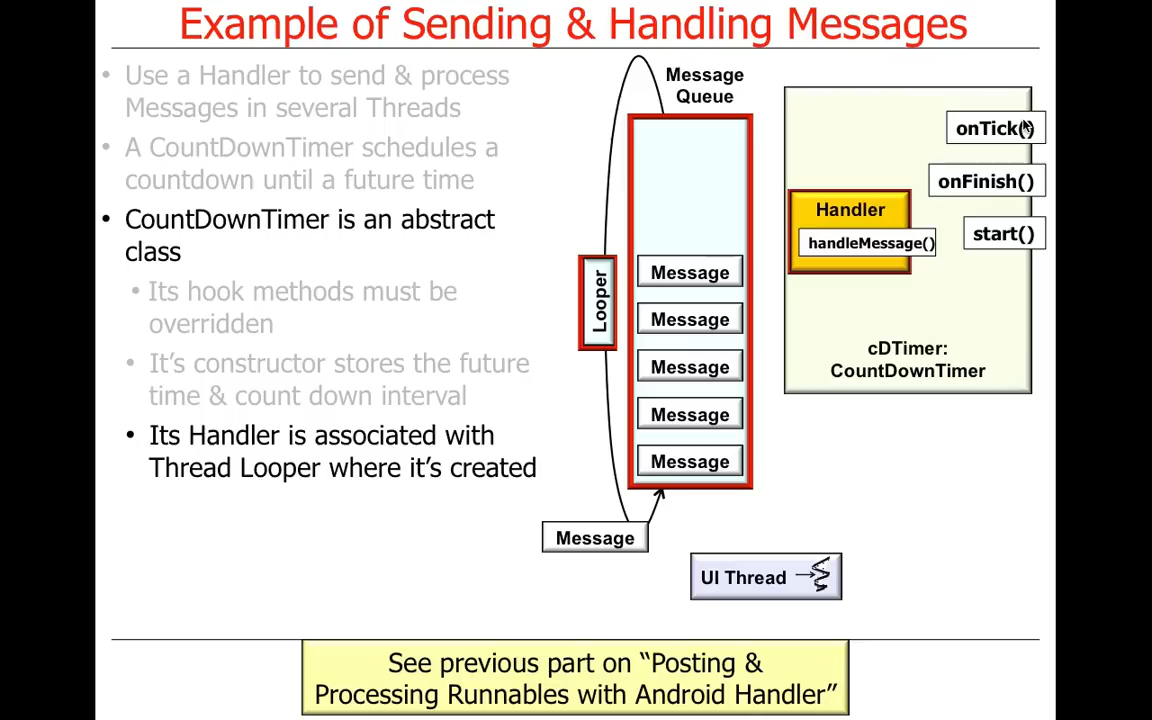 Example of Sending & Handling Messages
• Use a Handler to send & process
Messages in several Threads
• A CountDownTimer schedules a
countdown until a future time
• CountDownTimer is an abstract
class
• Its hook methods must be
overridden
• It’s constructor stores the future
time & count down interval
• Its Handler is associated with
Thread Looper where it’s created
Message
Queue
Looper
Message
Message
Message
Message
Message
Message
UI Thread
onTick()
onFinish()
start()
Handler
handleMessage()
cDTimer:
CountDownTimer
See previous part on “Posting &
Processing Runnables with Android Handler”